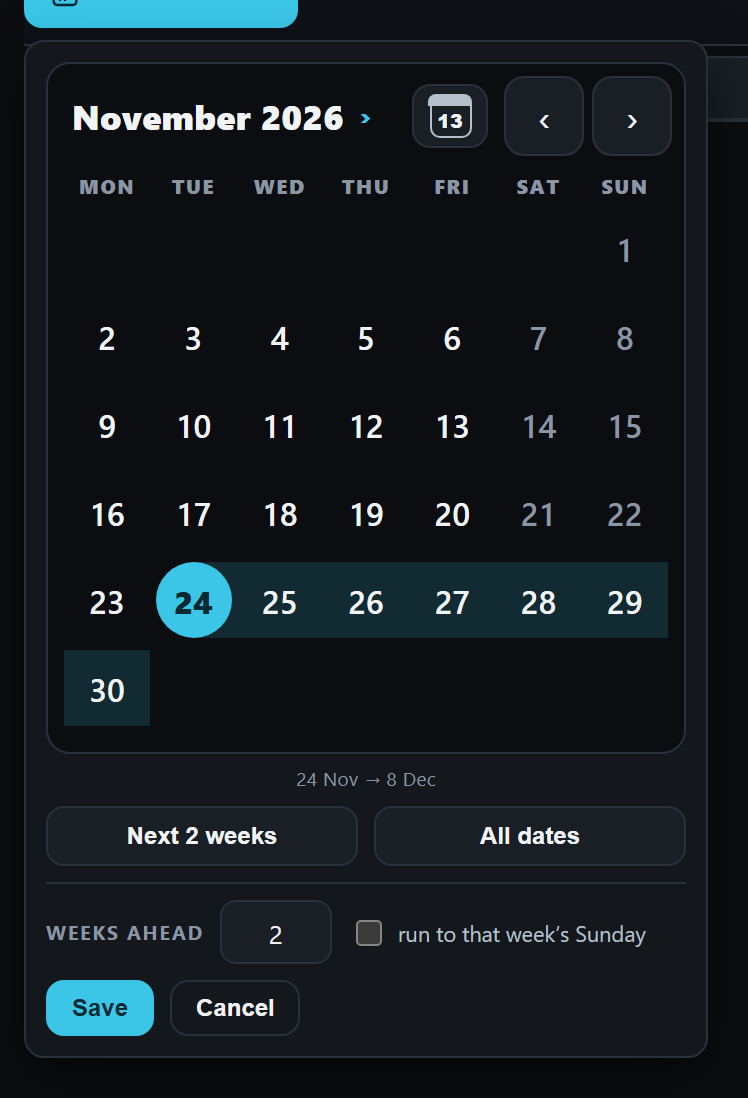 November 2026 › 13 ‹ ›
MON TUE WED THU FRI SAT SUN
1
2 3 4 5 6 7 8
9 10 11 12 13 14 15
16 17 18 19 20 21 22
23 24 25 26 27 28 29
30
24 Nov → 8 Dec
Next 2 weeks All dates
WEEKS AHEAD 2 run to that week’s Sunday
Save Cancel